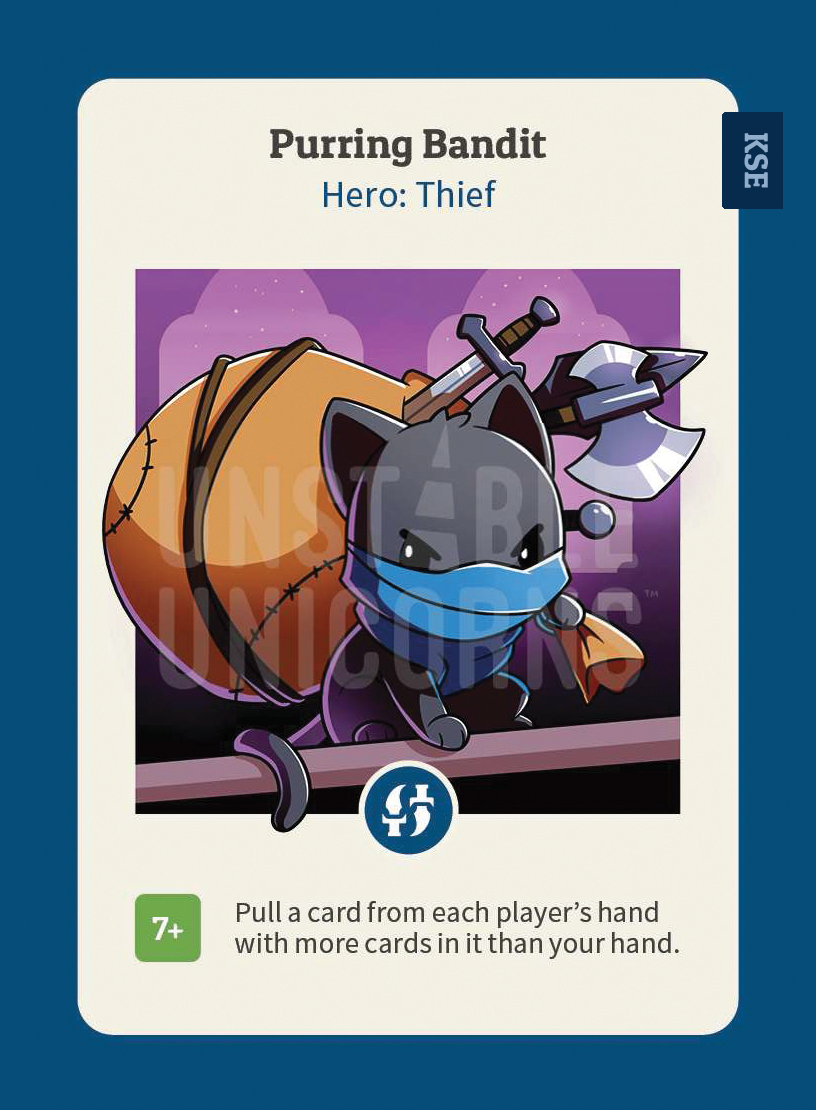 Purring Bandit
Hero: Thief
KSE
UNSTABLE
UNICORNS™
7+
Pull a card from each player’s hand
with more cards in it than your hand.